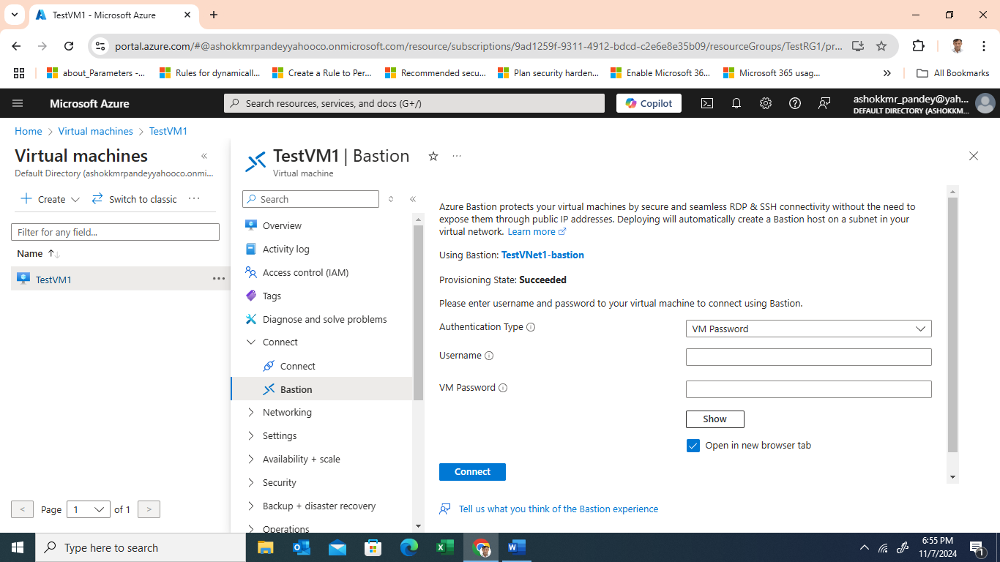 TestVM1 - Microsoft Azure
portal.azure.com/#@ashokkmrpandeyyahooco.onmicrosoft.com/resource/subscriptions/9ad1259f-9311-4912-bdcd-c2e6e8e35b09/resourceGroups/TestRG1/pr...
about_Parameters -...
Rules for dynamicall...
Create a Rule to Per...
Recommended secu...
Plan security harden...
Enable Microsoft 36...
Microsoft 365 usag...
All Bookmarks
Microsoft Azure
Search resources, services, and docs (G+/)
Copilot
ashokkmr_pandey@yah...
DEFAULT DIRECTORY (ASHOKKM...
Home > Virtual machines > TestVM1
Virtual machines
Default Directory (ashokkmrpandeyyahooco.onmi...
Create
Switch to classic
Filter for any field...
Name
TestVM1
Page 1 of 1
TestVM1 | Bastion
Virtual machine
Search
Overview
Activity log
Access control (IAM)
Tags
Diagnose and solve problems
Connect
Connect
Bastion
Networking
Settings
Availability + scale
Security
Backup + disaster recovery
Operations
Azure Bastion protects your virtual machines by secure and seamless RDP & SSH connectivity without the need to
expose them through public IP addresses. Deploying will automatically create a Bastion host on a subnet in your
virtual network. Learn more
Using Bastion: TestVNet1-bastion
Provisioning State: Succeeded
Please enter username and password to your virtual machine to connect using Bastion.
Authentication Type
VM Password
Username
VM Password
Show
Open in new browser tab
Connect
Tell us what you think of the Bastion experience
Type here to search
6:55 PM
11/7/2024
1